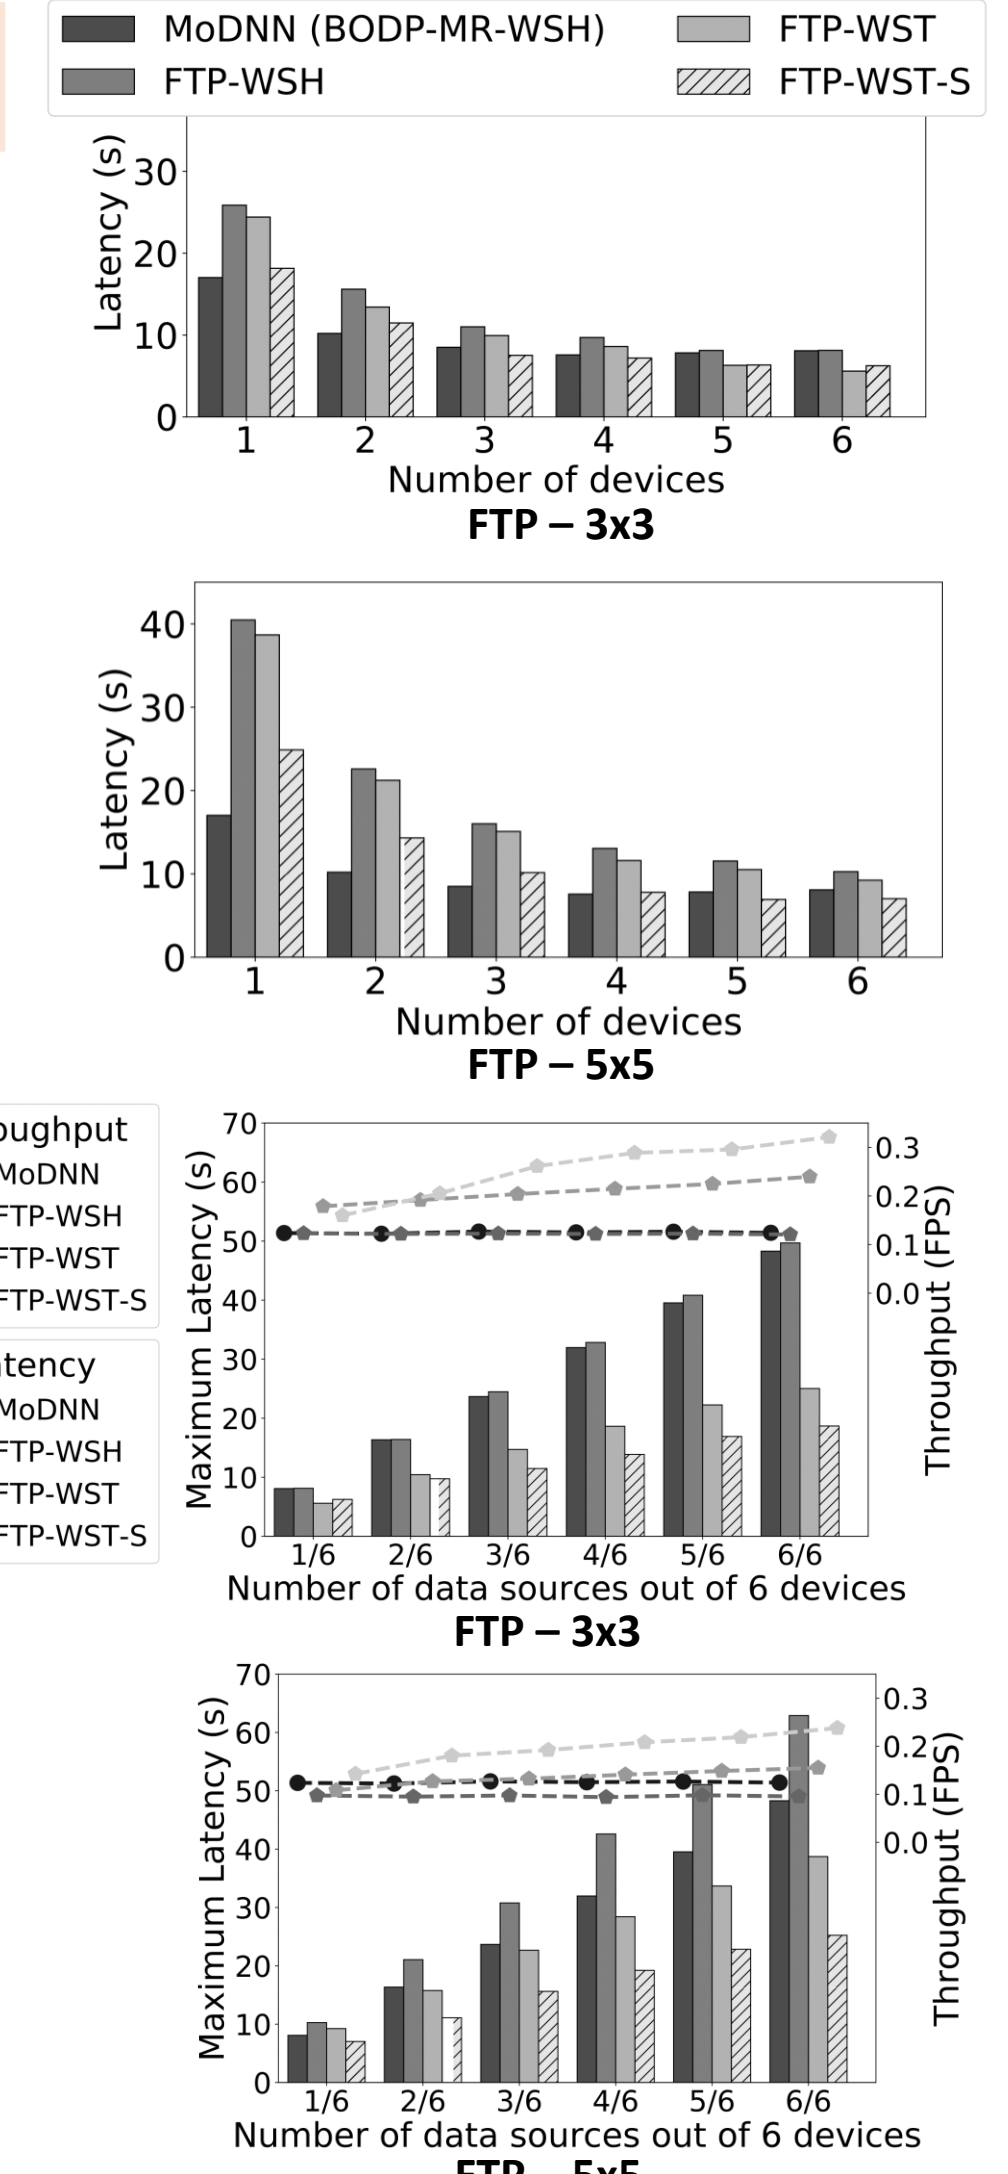 MoDNN (BODP-MR-WSH)
FTP-WST
FTP-WSH
FTP-WST-S
Latency (s)
30
20
10
0
1 2 3 4 5 6
Number of devices
FTP – 3x3
Latency (s)
40
30
20
10
0
1 2 3 4 5 6
Number of devices
FTP – 5x5
oughput
MoDNN
FTP-WSH
FTP-WST
FTP-WST-S
tency
MoDNN
FTP-WSH
FTP-WST
FTP-WST-S
Maximum Latency (s)
70
60
50
40
30
20
10
0
0.3
0.2
0.1
0.0
Throughput (FPS)
1/6 2/6 3/6 4/6 5/6 6/6
Number of data sources out of 6 devices
FTP – 3x3
Maximum Latency (s)
70
60
50
40
30
20
10
0
0.3
0.2
0.1
0.0
Throughput (FPS)
1/6 2/6 3/6 4/6 5/6 6/6
Number of data sources out of 6 devices
FTP – 5x5